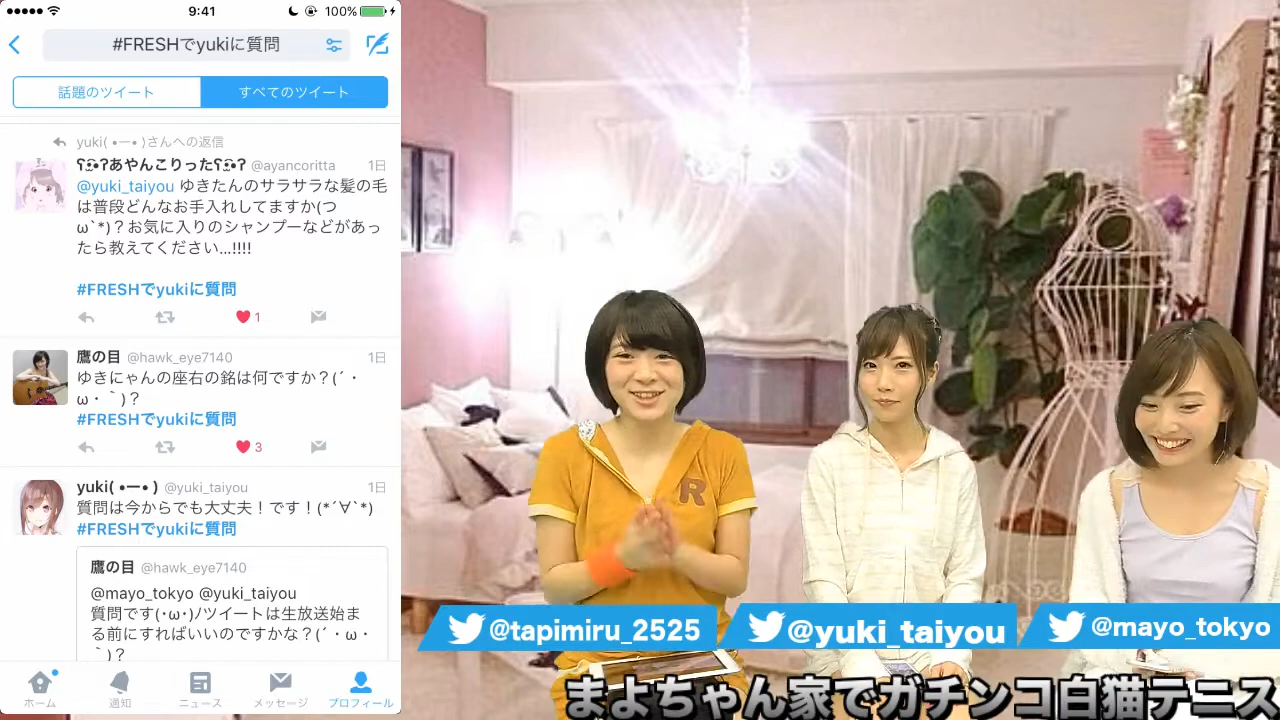 9:41
100%
#FRESHでyukiに質問
話題のツイート
すべてのツイート
yuki( •ー• )さんへの返信
あやんこりった
@ayancoritta
1日
@yuki_taiyou ゆきたんのサラサラな髪の毛
は普段どんなお手入れしてますか(つ
ω`*)？お気に入りのシャンプーなどがあっ
たら教えてください...!!!!
#FRESHでyukiに質問
1
鷹の目 @hawk_eye7140
1日
ゆきにゃんの座右の銘は何ですか？(´・
ω・｀)？
#FRESHでyukiに質問
3
yuki( •ー• ) @yuki_taiyou
1日
質問は今からでも大丈夫！です！(*´∀`*)
#FRESHでyukiに質問
鷹の目 @hawk_eye7140
@mayo_tokyo @yuki_taiyou
質問です(･ω･)ﾉツイートは生放送始ま
る前にすればいいのですかな？(´・ω・
｀)？
ホーム
通知
ニュース
メッセージ
プロフィール
R
@tapimiru_2525
@yuki_taiyou
@mayo_tokyo
まよちゃん家でガチンコ白猫テニス